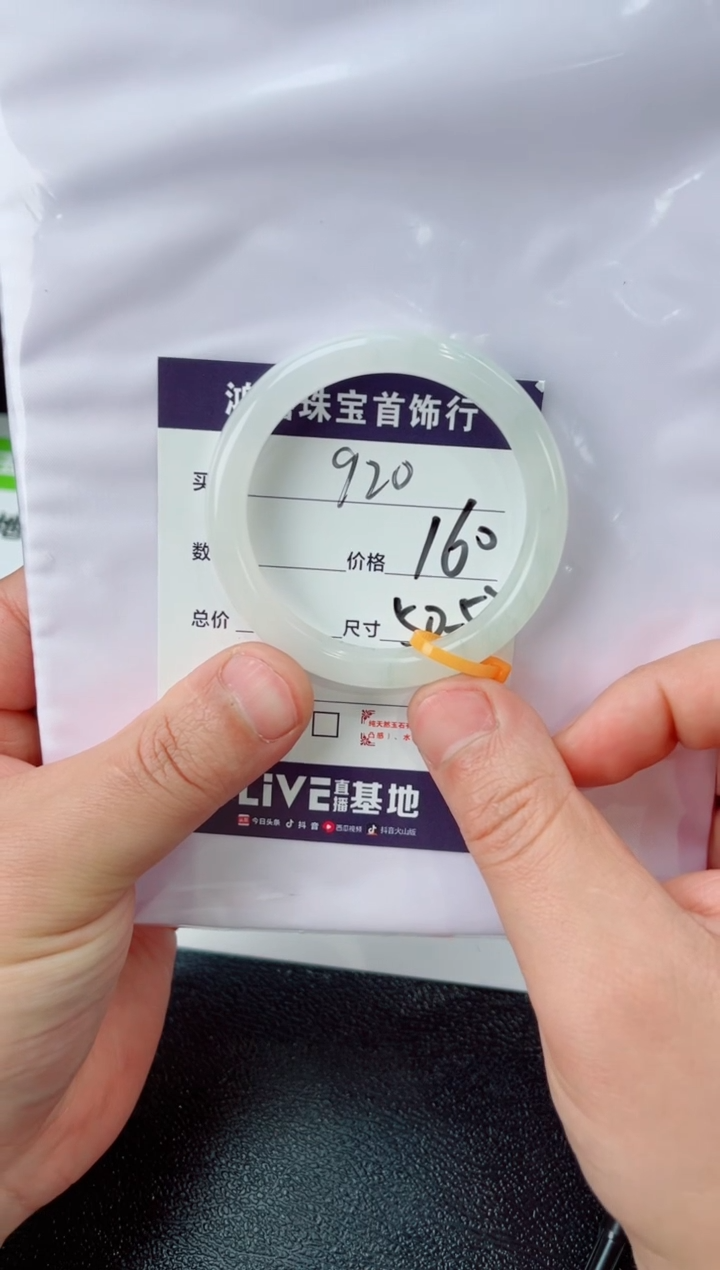 珠宝首饰行
买 920
数 价格 160
总价 尺寸 50.5
LiVE直播基地
今日头条 抖音 西瓜视频 抖音火山版